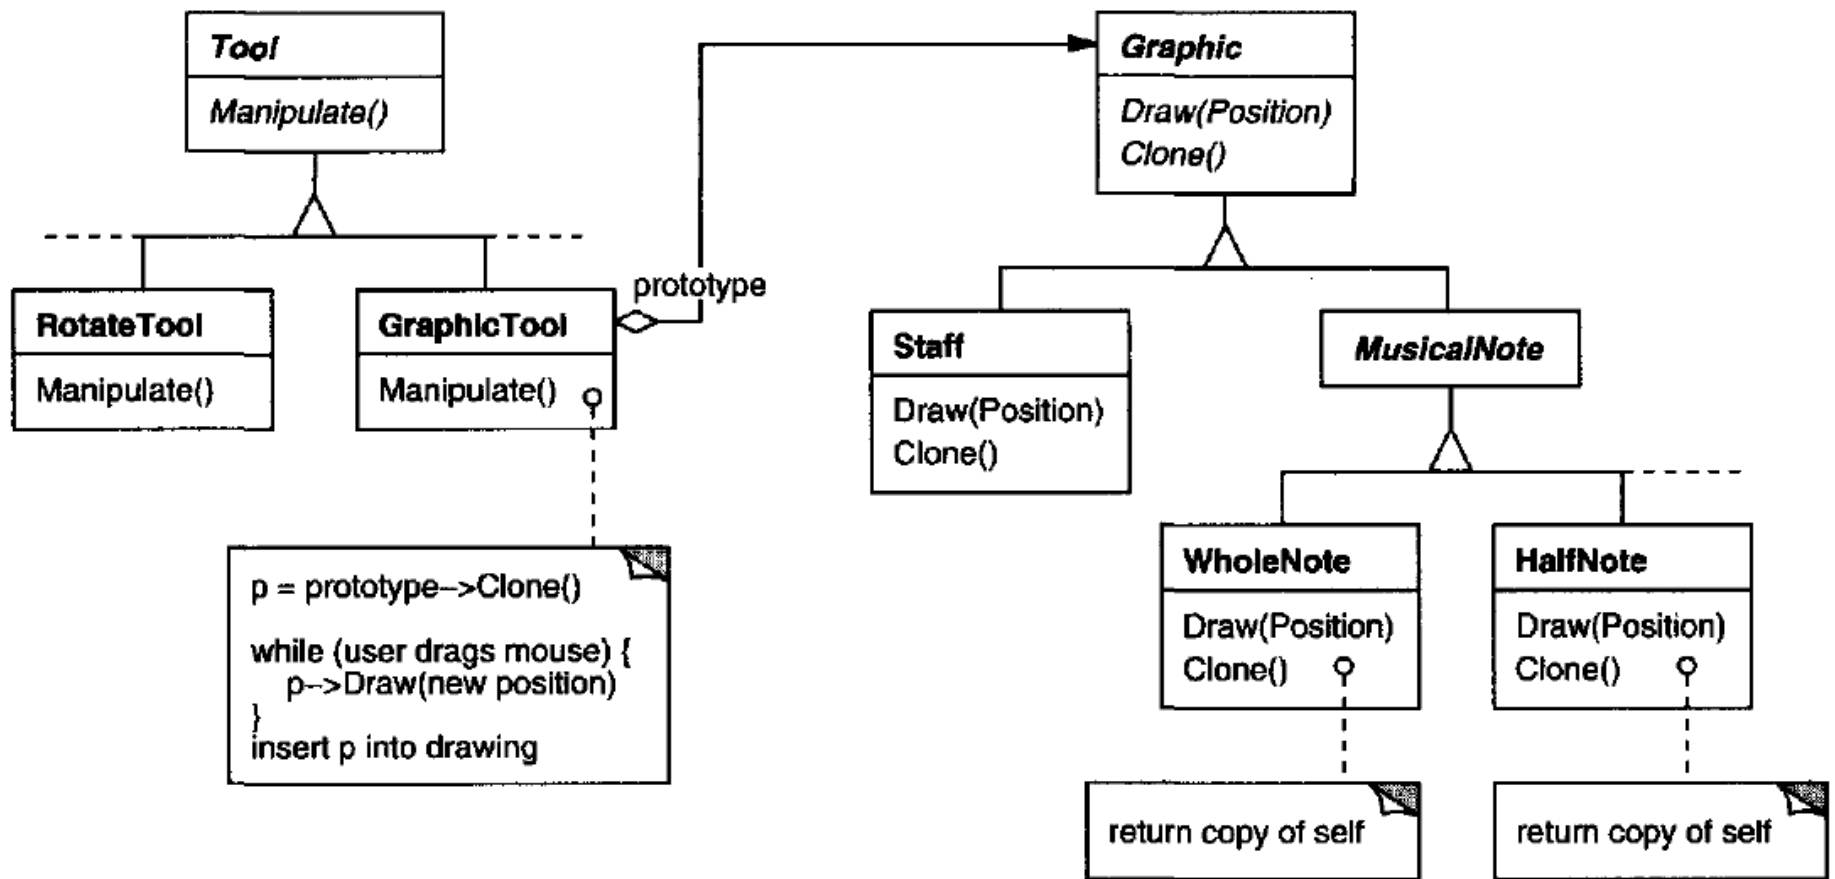 Tool
Manipulate()
RotateTool
Manipulate()
GraphicTool
Manipulate()
prototype
p = prototype–>Clone()
while (user drags mouse) {
p–>Draw(new position)
}
insert p into drawing
Graphic
Draw(Position)
Clone()
Staff
Draw(Position)
Clone()
MusicalNote
WholeNote
Draw(Position)
Clone()
return copy of self
HalfNote
Draw(Position)
Clone()
return copy of self